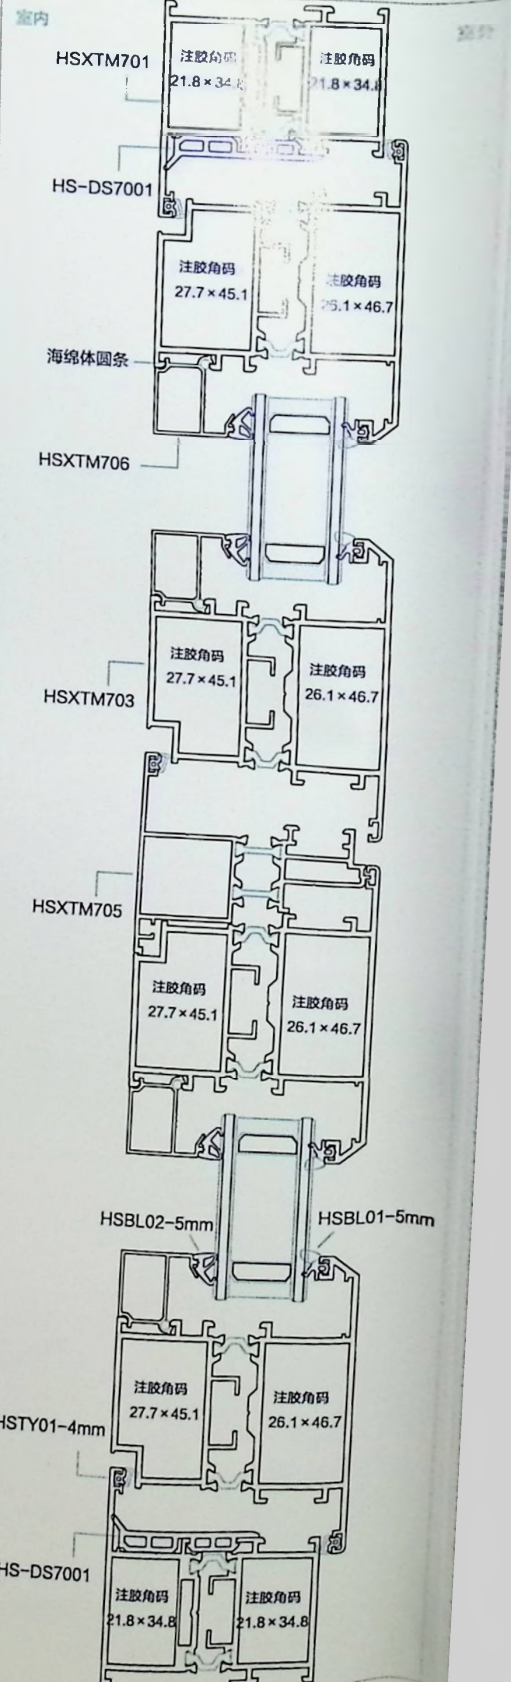 室内
室外
HSXTM701
注胶角码
21.8×34.8
注胶角码
21.8×34.8
HS-DS7001
注胶角码
27.7×45.1
注胶角码
26.1×46.7
海绵体圆条
HSXTM706
注胶角码
27.7×45.1
注胶角码
26.1×46.7
HSXTM703
HSXTM705
注胶角码
27.7×45.1
注胶角码
26.1×46.7
HSBL02-5mm
HSBL01-5mm
注胶角码
27.7×45.1
注胶角码
26.1×46.7
HSTY01-4mm
HS-DS7001
注胶角码
21.8×34.8
注胶角码
21.8×34.8